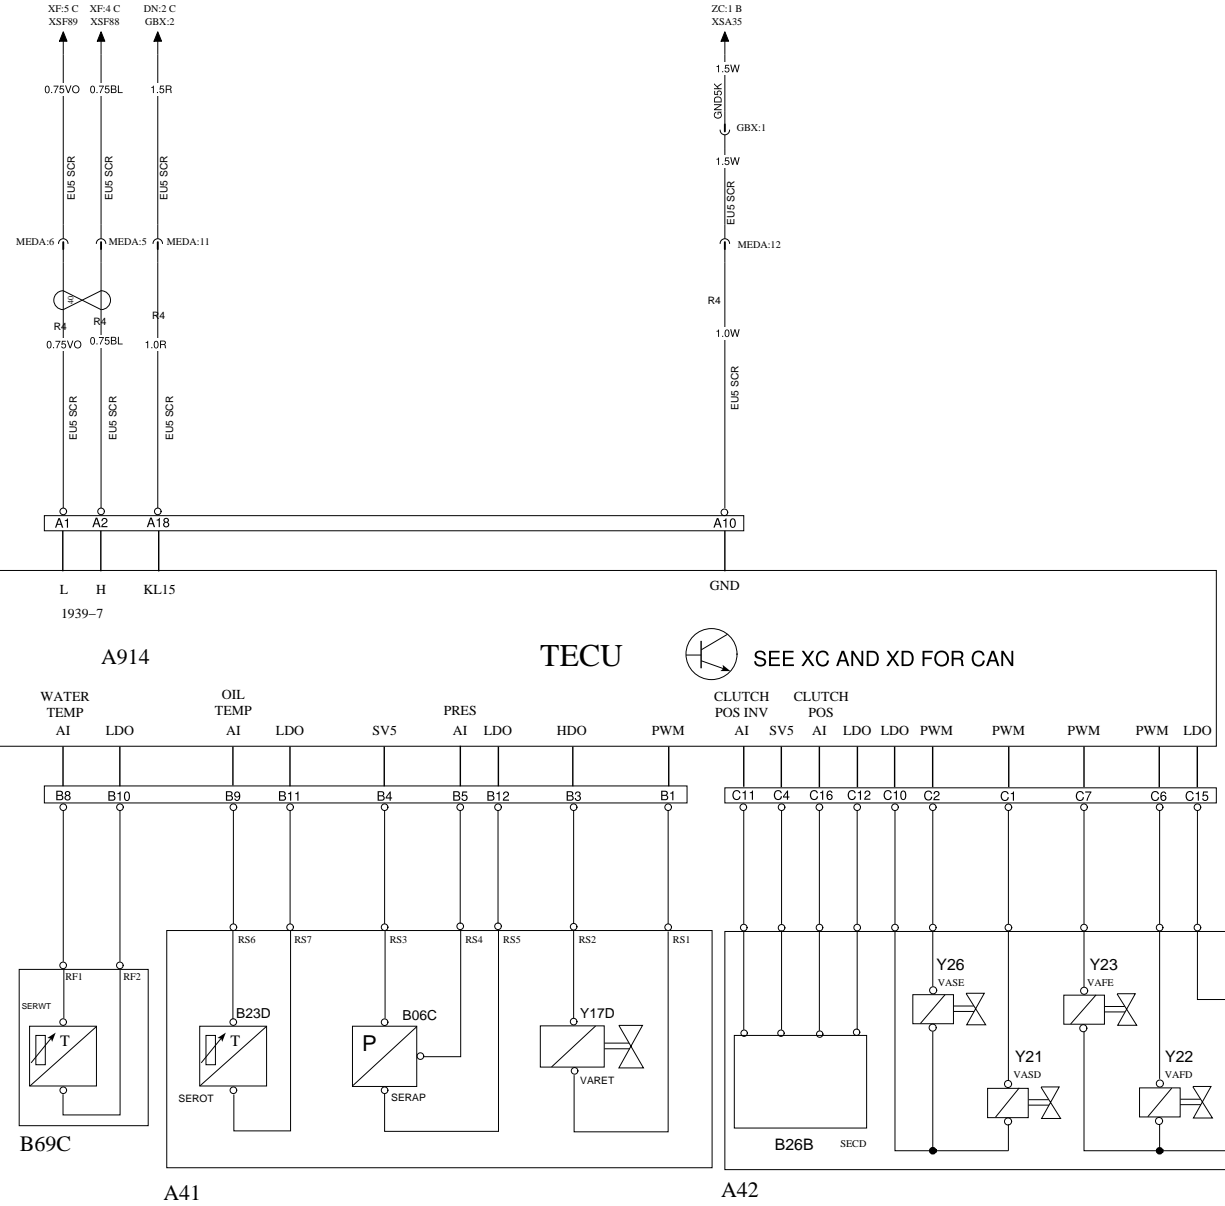 XF:5 C XF:4 C DN:2 C ZC:1 B
XSF89 XSF88 GBX:2 XSA35
1.5W
0.75VO 0.75BL 1.5R
GND5K
GBX:1
1.5W
EU5 SCR EU5 SCR EU5 SCR EU5 SCR
MEDA:6 MEDA:5 MEDA:11 MEDA:12
40
R4
R4 R4 R4
1.0W
0.75VO 0.75BL 1.0R
EU5 SCR EU5 SCR EU5 SCR EU5 SCR
A1 A2 A18 A10
L H KL15 GND
1939–7
A914 TECU SEE XC AND XD FOR CAN
WATER OIL CLUTCH CLUTCH
TEMP TEMP PRES POS INV POS
AI LDO AI LDO SV5 AI LDO HDO PWM AI SV5 AI LDO LDO PWM PWM PWM PWM LDO
B8 B10 B9 B11 B4 B5 B12 B3 B1 C11 C4 C16 C12 C10 C2 C1 C7 C6 C15
RS6 RS7 RS3 RS4 RS5 RS2 RS1
Y26 Y23
RF1 RF2 VASE VAFE
SERWT B23D B06C Y17D
T T P
Y21 Y22
VASD VAFD
VARET
SEROT SERAP
B69C B26B SECD
A41 A42